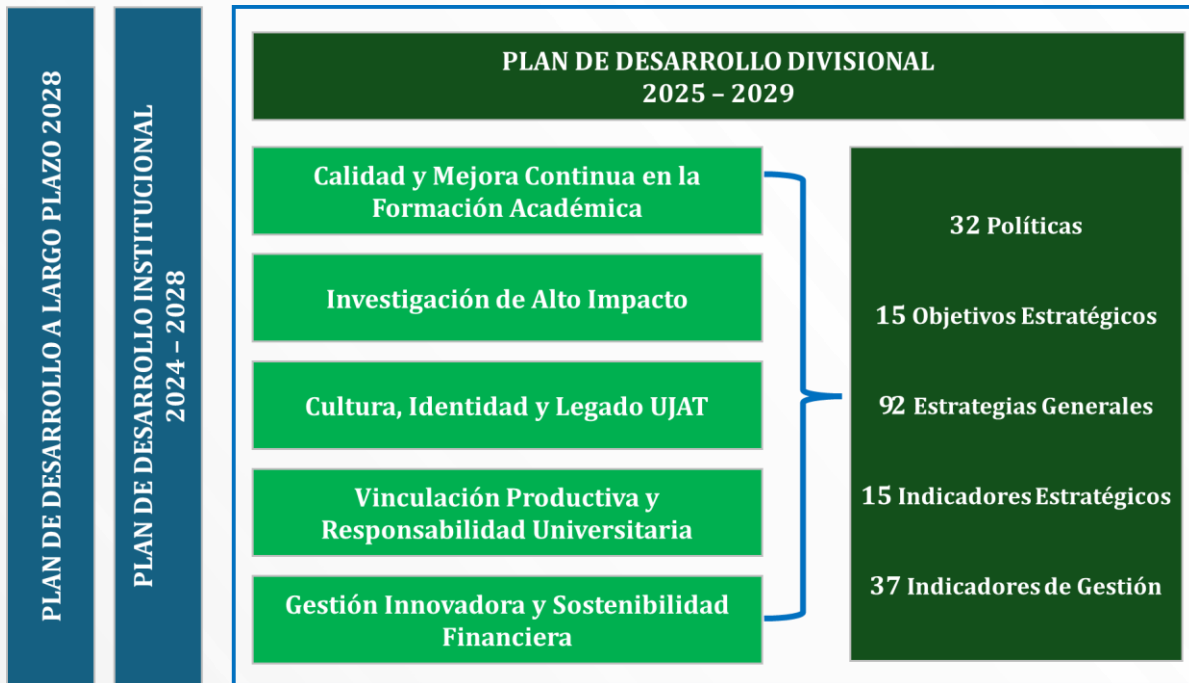 PLAN DE DESARROLLO A LARGO PLAZO 2028
PLAN DE DESARROLLO INSTITUCIONAL
2024 – 2028
PLAN DE DESARROLLO DIVISIONAL
2025 – 2029
Calidad y Mejora Continua en la
Formación Académica
Investigación de Alto Impacto
Cultura, Identidad y Legado UJAT
Vinculación Productiva y
Responsabilidad Universitaria
Gestión Innovadora y Sostenibilidad
Financiera
32 Políticas
15 Objetivos Estratégicos
92 Estrategias Generales
15 Indicadores Estratégicos
37 Indicadores de Gestión